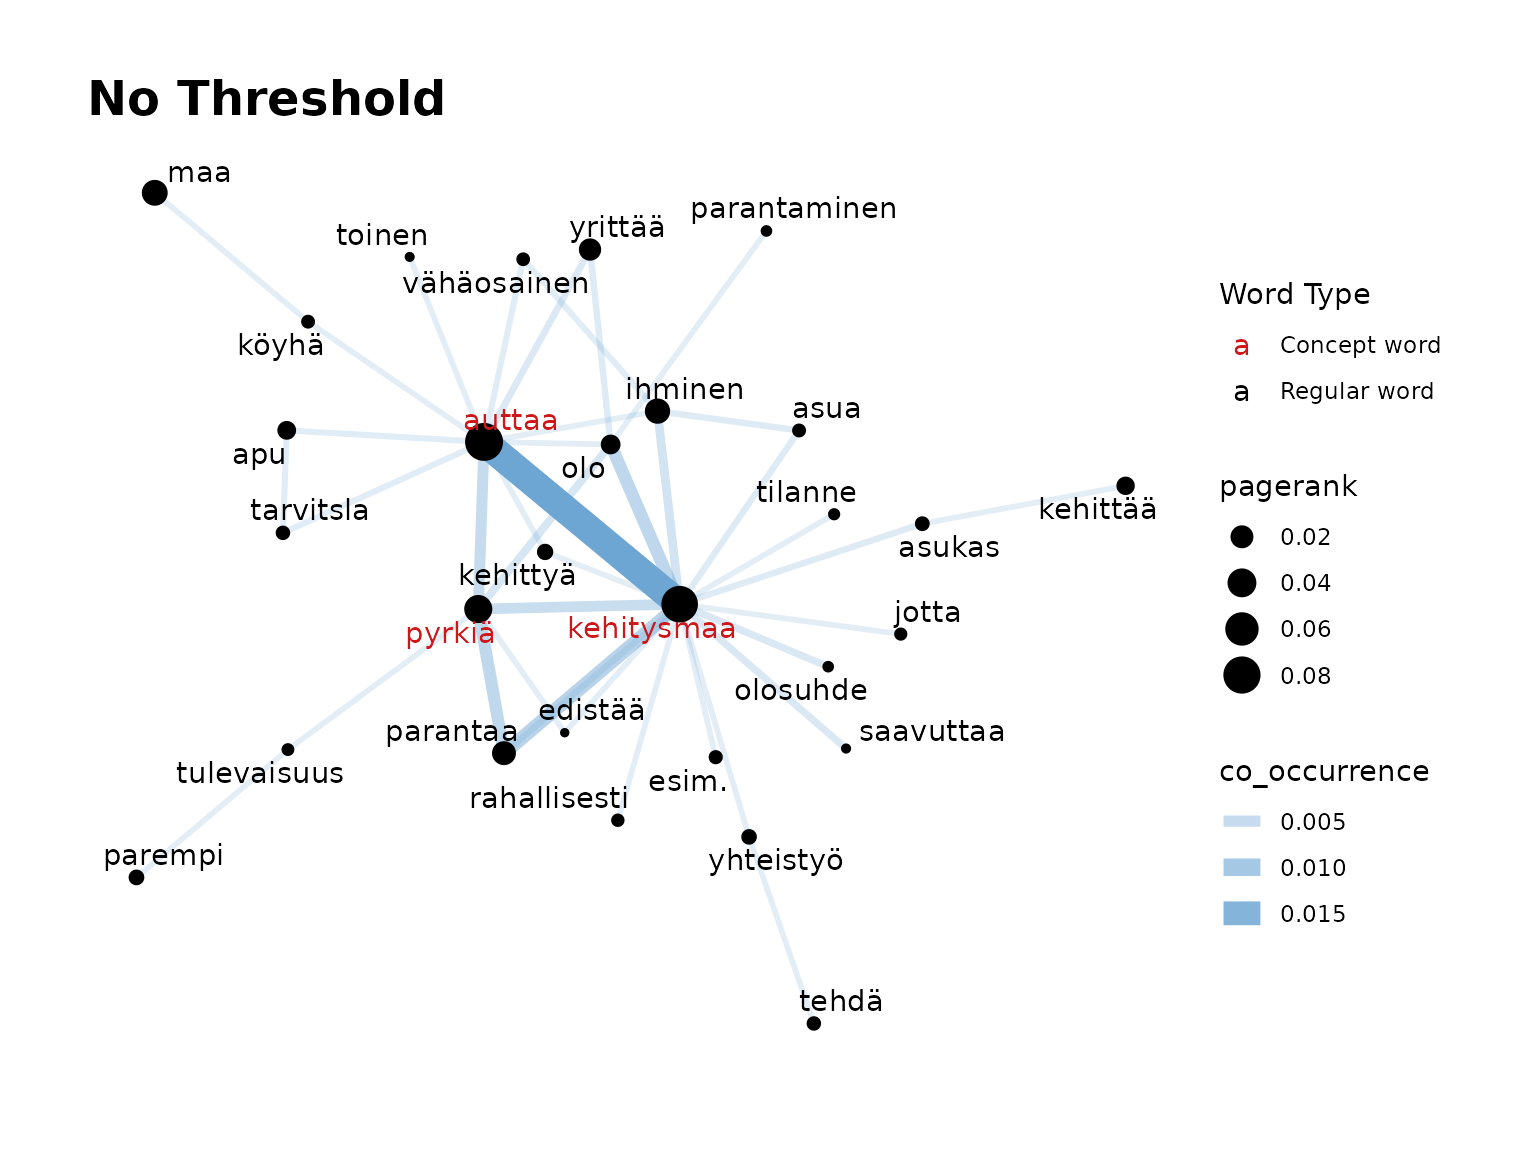 No Threshold
maa
parantaminen
yrittää
toinen
vähäosainen
köyhä
ihminen
asua
auttaa
apu
olo
tilanne
tarvitsla
kehittää
asukas
kehittyä
jotta
kehitysmaa
pyrkiä
olosuhde
edistää
parantaa
saavuttaa
tulevaisuus
esim.
rahallisesti
parempi
yhteistyö
tehdä
Word Type
a Concept word
a Regular word
pagerank
0.02
0.04
0.06
0.08
co_occurrence
0.005
0.010
0.015